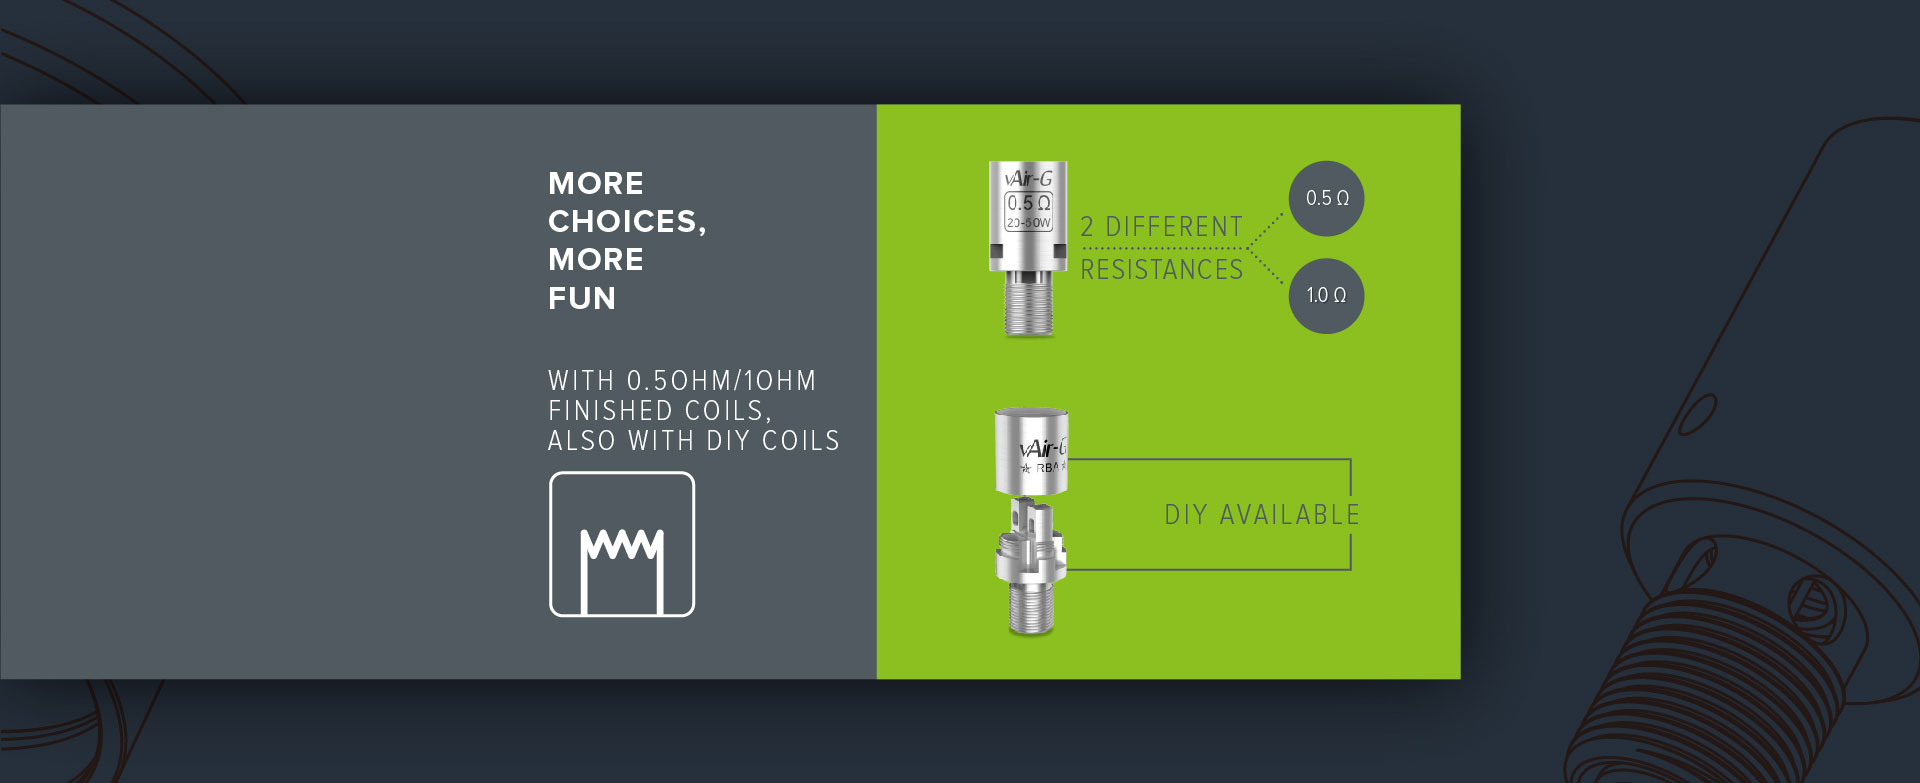 MORE
CHOICES,
MORE
FUN
WITH 0.5OHM/1OHM
FINISHED COILS,
ALSO WITH DIY COILS
vAir-G
0.5 Ω
20-50W
2 DIFFERENT
RESISTANCES
0.5 Ω
1.0 Ω
vAir-G
RBA
DIY AVAILABLE